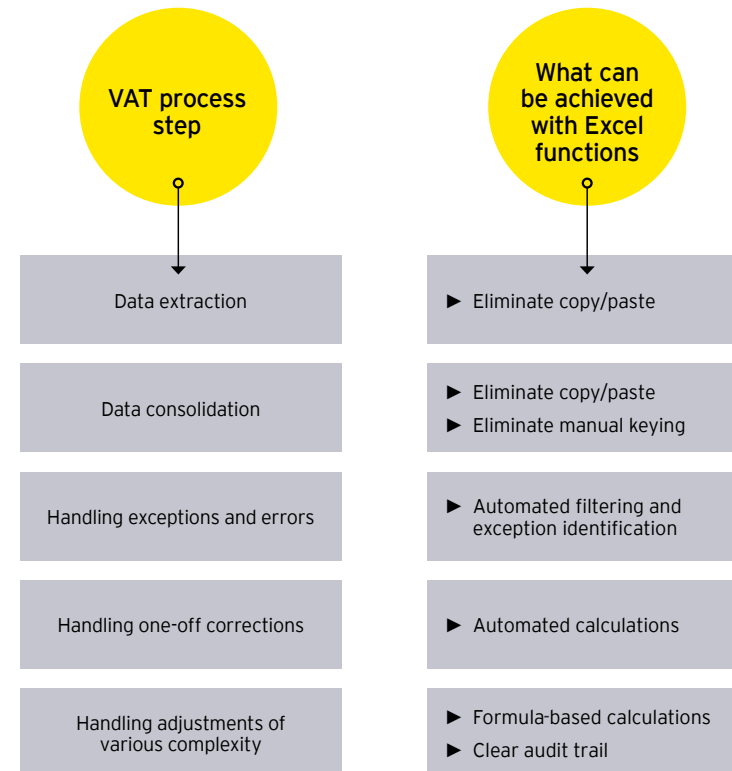 VAT process
step
What can
be achieved
with Excel
functions
Data extraction
► Eliminate copy/paste
Data consolidation
► Eliminate copy/paste
► Eliminate manual keying
Handling exceptions and errors
► Automated filtering and
exception identification
Handling one-off corrections
► Automated calculations
Handling adjustments of
various complexity
► Formula-based calculations
► Clear audit trail